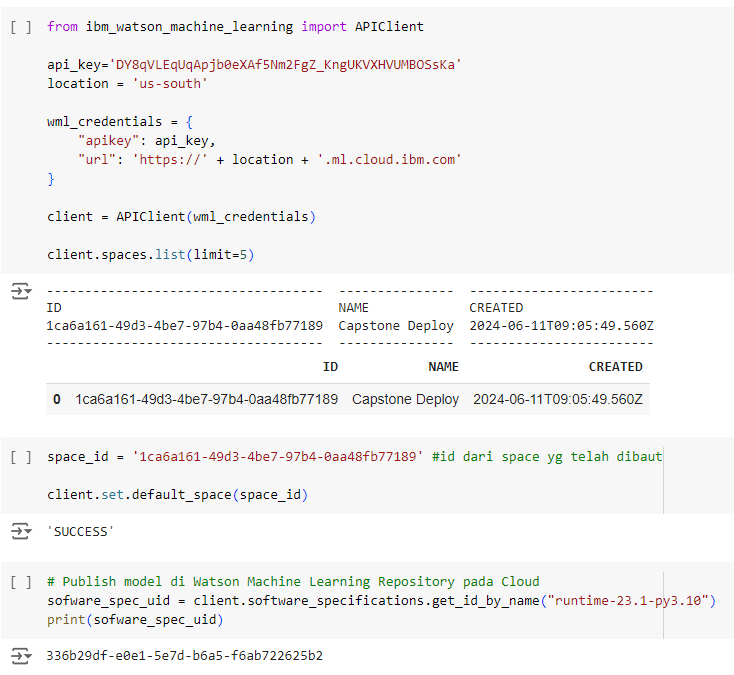 [ ] from ibm_watson_machine_learning import APIClient
api_key='DY8qVLEqUqApjb0eXAf5Nm2FgZ_KngUKVXHVUMBOSsKa'
location = 'us-south'
wml_credentials = {
"apikey": api_key,
"url": 'https://' + location + '.ml.cloud.ibm.com'
}
client = APIClient(wml_credentials)
client.spaces.list(limit=5)
------------------------------------ --------------- ------------------------
ID NAME CREATED
1ca6a161-49d3-4be7-97b4-0aa48fb77189 Capstone Deploy 2024-06-11T09:05:49.560Z
------------------------------------ --------------- ------------------------
ID NAME CREATED
0 1ca6a161-49d3-4be7-97b4-0aa48fb77189 Capstone Deploy 2024-06-11T09:05:49.560Z
[ ] space_id = '1ca6a161-49d3-4be7-97b4-0aa48fb77189' #id dari space yg telah dibaut
client.set.default_space(space_id)
'SUCCESS'
[ ] # Publish model di Watson Machine Learning Repository pada Cloud
sofware_spec_uid = client.software_specifications.get_id_by_name("runtime-23.1-py3.10")
print(sofware_spec_uid)
336b29df-e0e1-5e7d-b6a5-f6ab722625b2